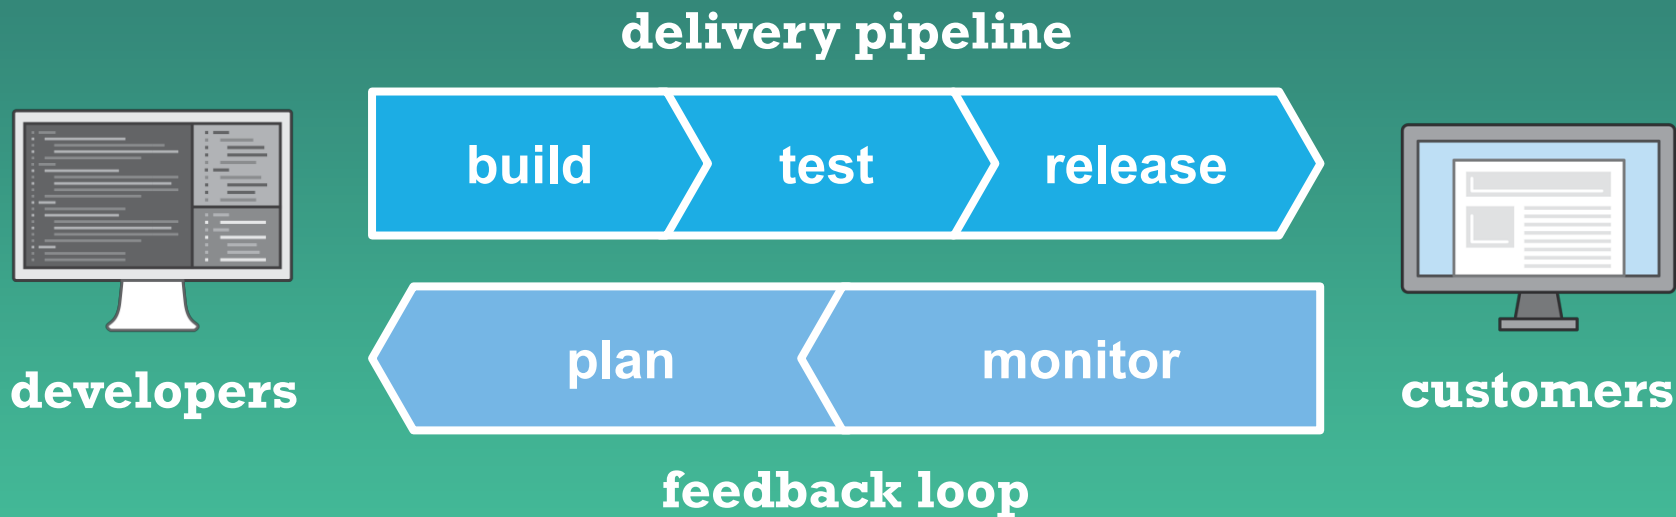 delivery pipeline
build
test
release
plan
monitor
developers
customers
feedback loop